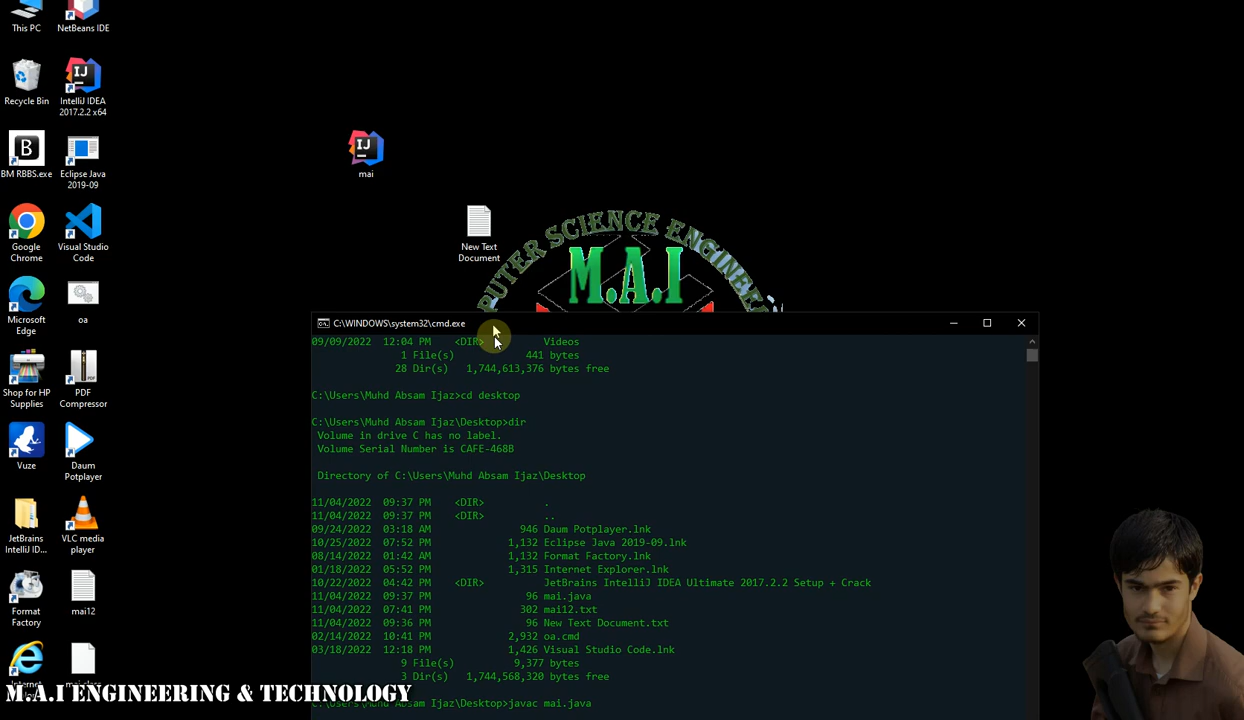 This PC
NetBeans IDE
Recycle Bin
IntelliJ IDEA
2017.2.2 x64
mai
BM RBBS.exe
Eclipse Java
2019-09
Google
Chrome
Visual Studio
Code
New Text
Document
PUTER SCIENCE ENGINEER
M.A.I
Microsoft
Edge
oa
Shop for HP
Supplies
PDF
Compressor
Vuze
Daum
Potplayer
JetBrains
IntelliJ ID...
VLC media
player
Format
Factory
mai12
C:\WINDOWS\system32\cmd.exe
09/09/2022  12:04 PM    <DIR>          Videos
1 File(s)            441 bytes
28 Dir(s)   1,744,613,376 bytes free
C:\Users\Muhd Absam Ijaz>cd desktop
C:\Users\Muhd Absam Ijaz\Desktop>dir
Volume in drive C has no label.
Volume Serial Number is CAFE-468B
Directory of C:\Users\Muhd Absam Ijaz\Desktop
11/04/2022  09:37 PM    <DIR>          .
11/04/2022  09:37 PM    <DIR>          ..
09/24/2022  03:18 AM               946 Daum Potplayer.lnk
10/25/2022  07:52 PM             1,132 Eclipse Java 2019-09.lnk
08/14/2022  01:42 AM             1,132 Format Factory.lnk
01/18/2022  05:52 PM             1,315 Internet Explorer.lnk
10/22/2022  04:42 PM    <DIR>          JetBrains IntelliJ IDEA Ultimate 2017.2.2 Setup + Crack
11/04/2022  09:37 PM                96 mai.java
11/04/2022  07:41 PM               302 mai12.txt
11/04/2022  09:36 PM                96 New Text Document.txt
02/14/2022  10:41 PM             2,932 oa.cmd
03/18/2022  12:18 PM             1,426 Visual Studio Code.lnk
9 File(s)          9,377 bytes
3 Dir(s)   1,744,568,320 bytes free
C:\Users\Muhd Absam Ijaz\Desktop>javac mai.java
M.A.I ENGINEERING & TECHNOLOGY